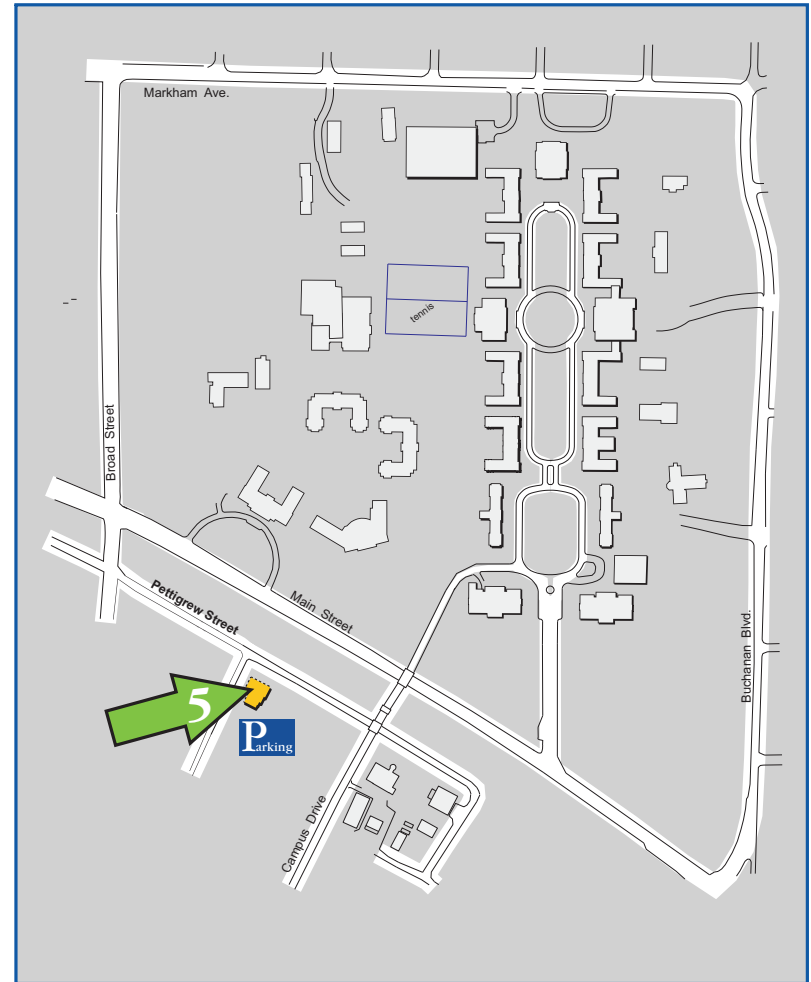 Markham Ave.
tennis
Broad Street
Pettigrew Street
Main Street
Buchanan Blvd.
5
Parking
Campus Drive